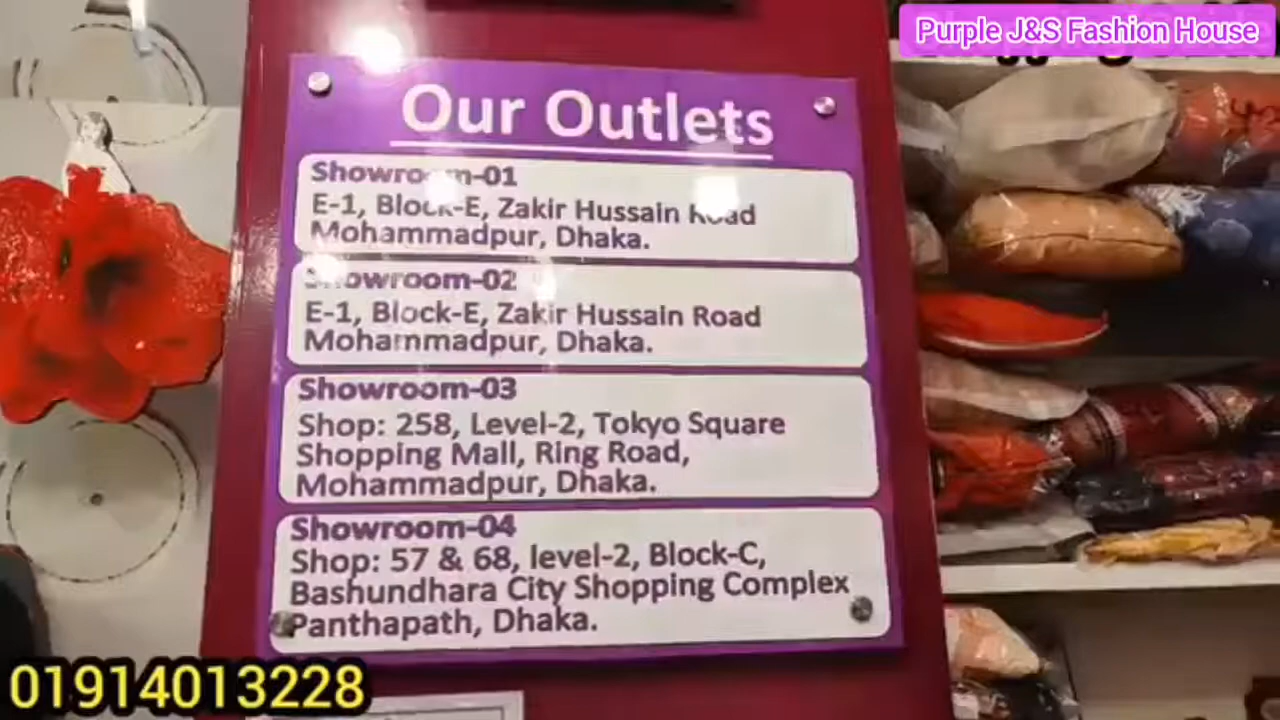 Purple J&S Fashion House
Our Outlets
Showroom-01
E-1, Block-E, Zakir Hussain Road
Mohammadpur, Dhaka.
Showroom-02
E-1, Block-E, Zakir Hussain Road
Mohammadpur, Dhaka.
Showroom-03
Shop: 258, Level-2, Tokyo Square
Shopping Mall, Ring Road,
Mohammadpur, Dhaka.
Showroom-04
Shop: 57 & 68, level-2, Block-C,
Bashundhara City Shopping Complex
Panthapath, Dhaka.
01914013228